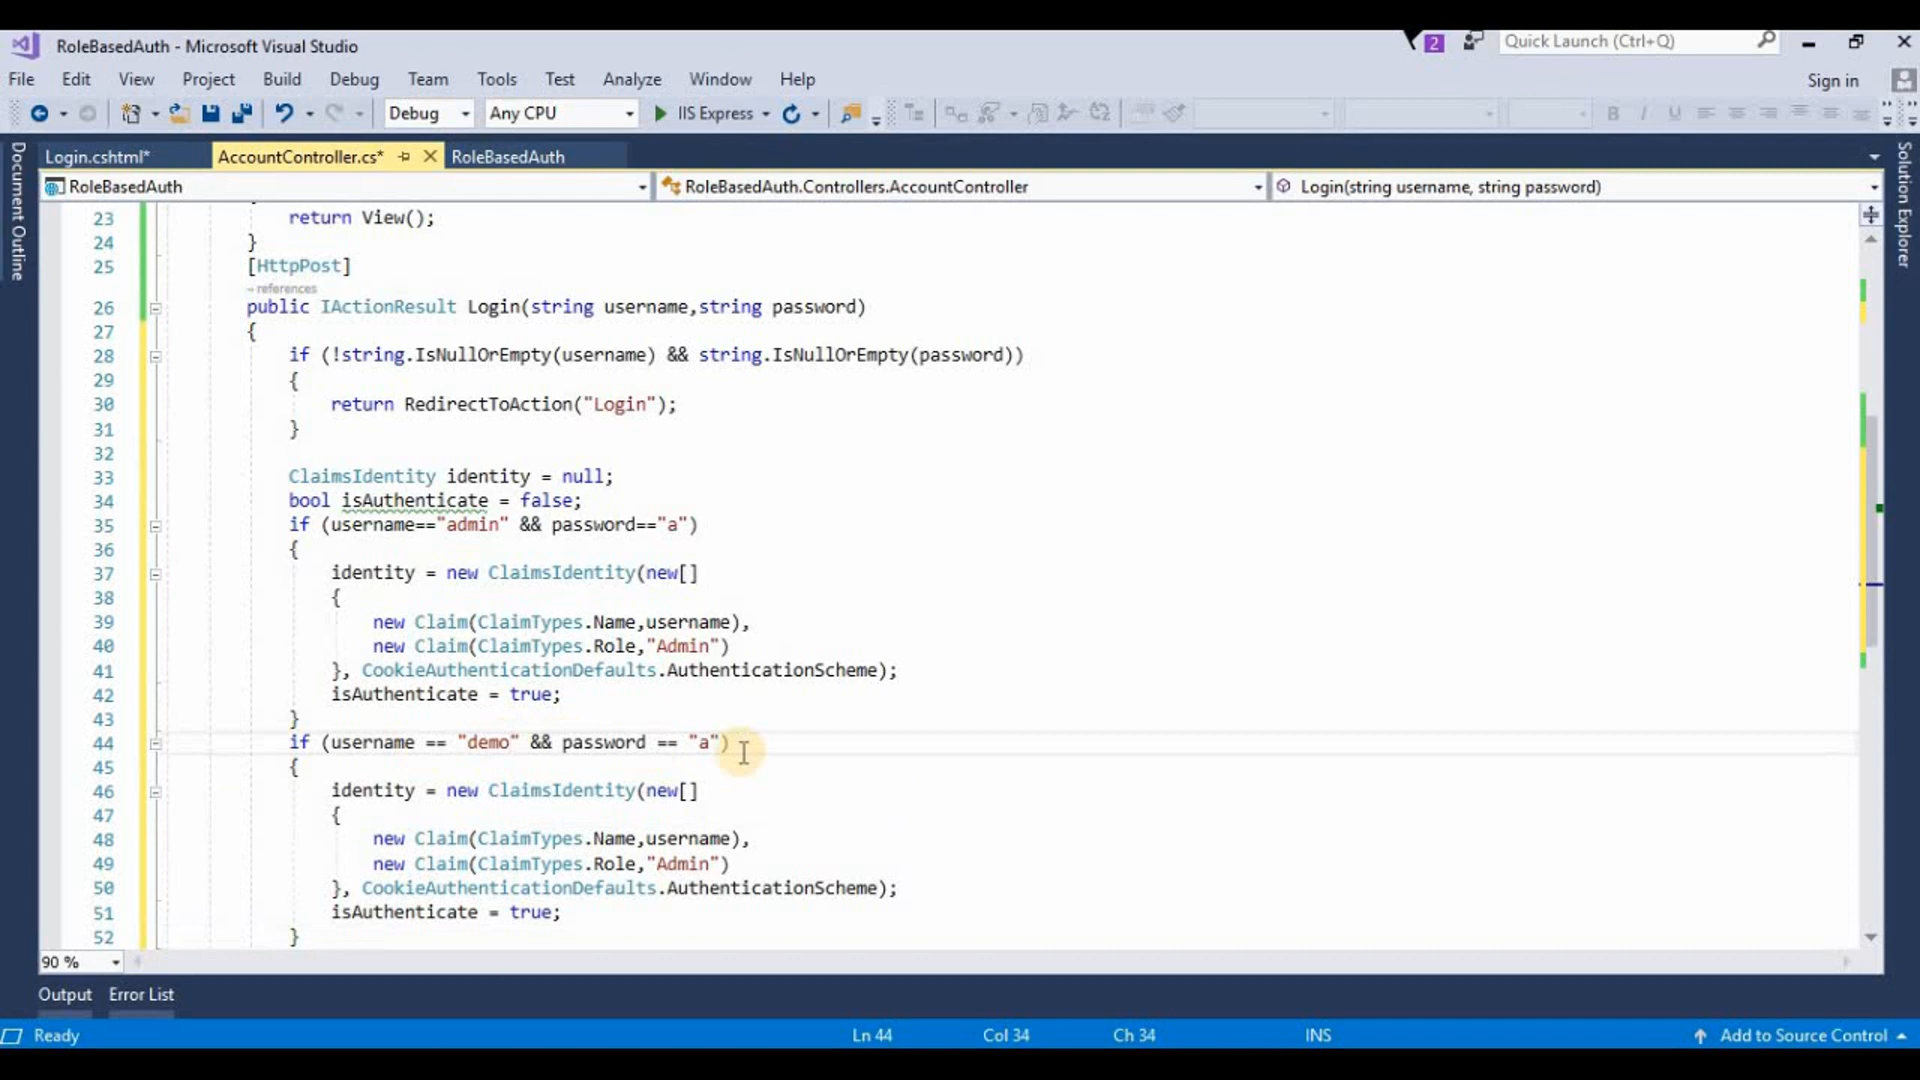 RoleBasedAuth - Microsoft Visual Studio
2
Quick Launch (Ctrl+Q)
File Edit View Project Build Debug Team Tools Test Analyze Window Help
Sign in
Debug Any CPU IIS Express
B I U
Document Outline
Solution Explorer
Login.cshtml* AccountController.cs* RoleBasedAuth
RoleBasedAuth RoleBasedAuth.Controllers.AccountController Login(string username, string password)
23 return View();
24 }
25 [HttpPost]
- references
26 public IActionResult Login(string username,string password)
27 {
28 if (!string.IsNullOrEmpty(username) && string.IsNullOrEmpty(password))
29 {
30 return RedirectToAction("Login");
31 }
32
33 ClaimsIdentity identity = null;
34 bool isAuthenticate = false;
35 if (username=="admin" && password=="a")
36 {
37 identity = new ClaimsIdentity(new[]
38 {
39 new Claim(ClaimTypes.Name,username),
40 new Claim(ClaimTypes.Role,"Admin")
41 }, CookieAuthenticationDefaults.AuthenticationScheme);
42 isAuthenticate = true;
43 }
44 if (username == "demo" && password == "a")
45 {
46 identity = new ClaimsIdentity(new[]
47 {
48 new Claim(ClaimTypes.Name,username),
49 new Claim(ClaimTypes.Role,"Admin")
50 }, CookieAuthenticationDefaults.AuthenticationScheme);
51 isAuthenticate = true;
52 }
90 %
Output Error List
Ready Ln 44 Col 34 Ch 34 INS Add to Source Control